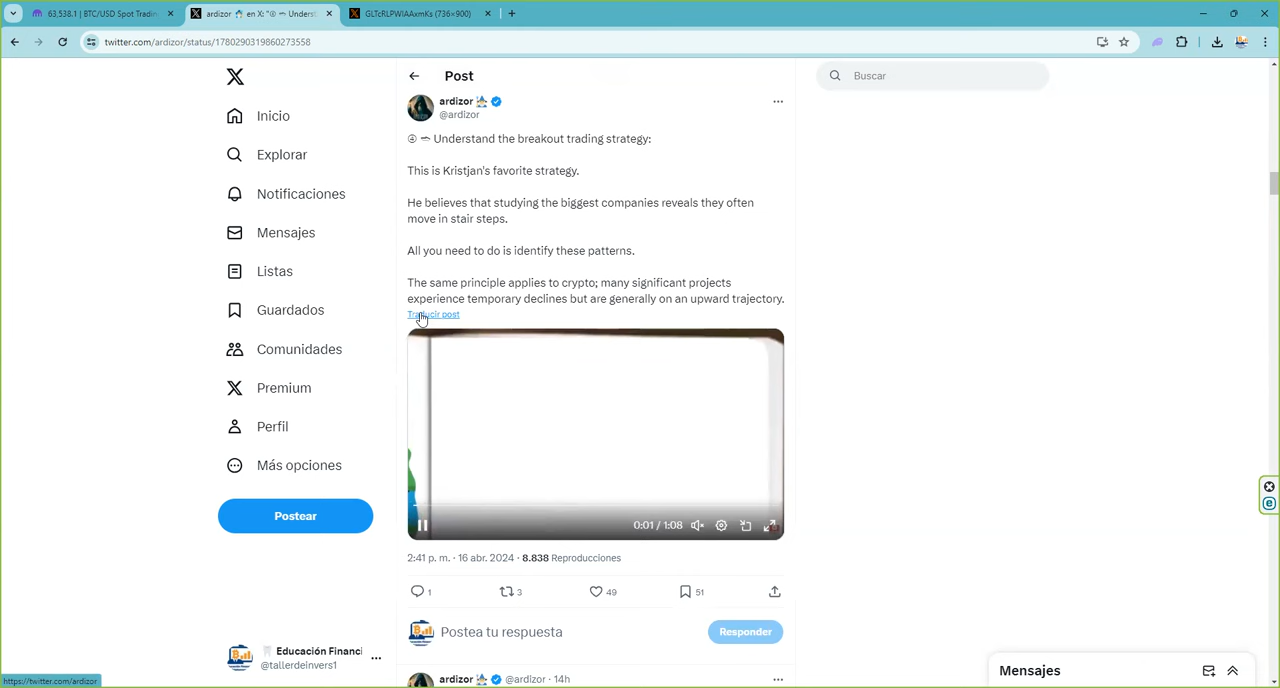 63,538.1 | BTC/USD Spot Tradin
ardizor en X: "④ Underst
GLTcRLPWIAAxmKs (736×900)
twitter.com/ardizor/status/1780290319860273558
Post
Buscar
Inicio
Explorar
Notificaciones
Mensajes
Listas
Guardados
Comunidades
Premium
Perfil
Más opciones
Postear
Educación Financi
@tallerdeinvers1
ardizor
@ardizor
④ Understand the breakout trading strategy:
This is Kristjan's favorite strategy.
He believes that studying the biggest companies reveals they often
move in stair steps.
All you need to do is identify these patterns.
The same principle applies to crypto; many significant projects
experience temporary declines but are generally on an upward trajectory.
Traducir post
0:01 / 1:08
2:41 p. m. · 16 abr. 2024 · 8.838 Reproducciones
1 3 49 51
Postea tu respuesta
Responder
ardizor @ardizor · 14h
Mensajes
https://twitter.com/ardizor